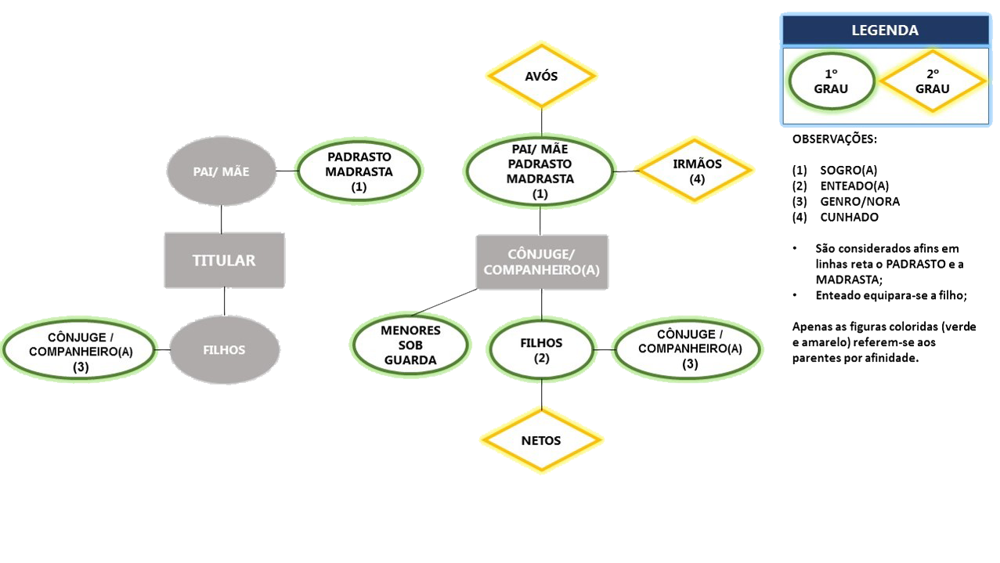 LEGENDA
1º
GRAU
2º
GRAU
AVÓS
PAI/ MÃE
PADRASTO
MADRASTA
(1)
PAI/ MÃE
PADRASTO
MADRASTA
(1)
IRMÃOS
(4)
TITULAR
CÔNJUGE/
COMPANHEIRO(A)
CÔNJUGE /
COMPANHEIRO(A)
(3)
FILHOS
MENORES
SOB
GUARDA
FILHOS
(2)
CÔNJUGE /
COMPANHEIRO(A)
(3)
NETOS
OBSERVAÇÕES:
(1) SOGRO(A)
(2) ENTEADO(A)
(3) GENRO/NORA
(4) CUNHADO
• São considerados afins em
linhas reta o PADRASTO e a
MADRASTA;
• Enteado equipara-se a filho;
Apenas as figuras coloridas (verde
e amarelo) referem-se aos
parentes por afinidade.